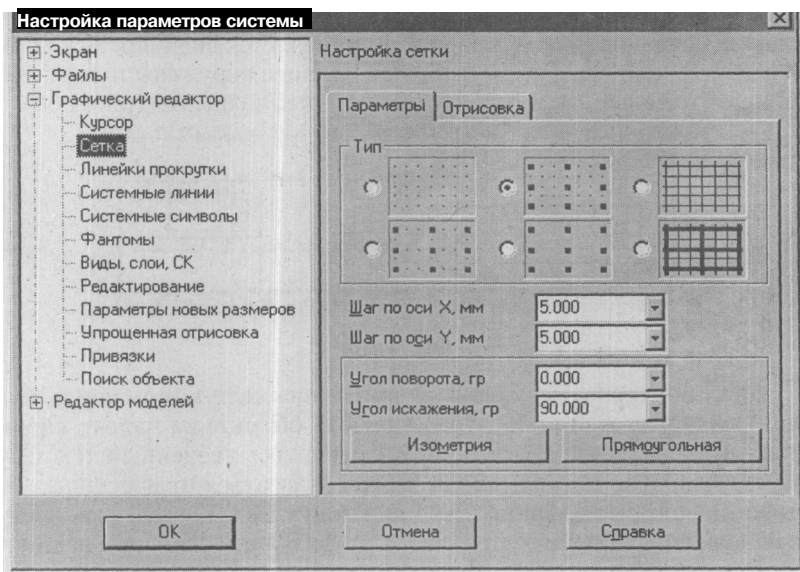 Настройка параметров системы
Экран
Файлы
Графический редактор
Курсор
Сетка
Линейки прокрутки
Системные линии
Системные символы
Фантомы
Виды, слои, СК
Редактирование
Параметры новых размеров
Упрощенная отрисовка
Привязки
Поиск объекта
Редактор моделей
Настройка сетки
Параметры Отрисовка
Тип
Шаг по оси X, мм 5.000
Шаг по оси Y, мм 5.000
Угол поворота, гр 0.000
Угол искажения, гр 90.000
Изометрия Прямоугольная
OK Отмена Справка